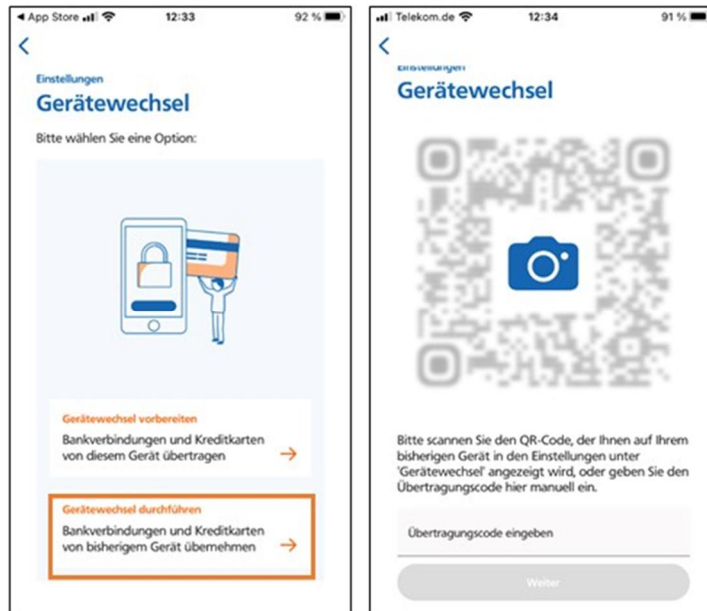 App Store
12:33
92 %
Einstellungen
Gerätewechsel
Bitte wählen Sie eine Option:
Gerätewechsel vorbereiten
Bankverbindungen und Kreditkarten
von diesem Gerät übertragen
Gerätewechsel durchführen
Bankverbindungen und Kreditkarten
von bisherigem Gerät übernehmen
Telekom.de
12:34
91 %
Einstellungen
Gerätewechsel
Bitte scannen Sie den QR-Code, der Ihnen auf Ihrem
bisherigen Gerät in den Einstellungen unter
'Gerätewechsel' angezeigt wird, oder geben Sie den
Übertragungscode hier manuell ein.
Übertragungscode eingeben
Weiter